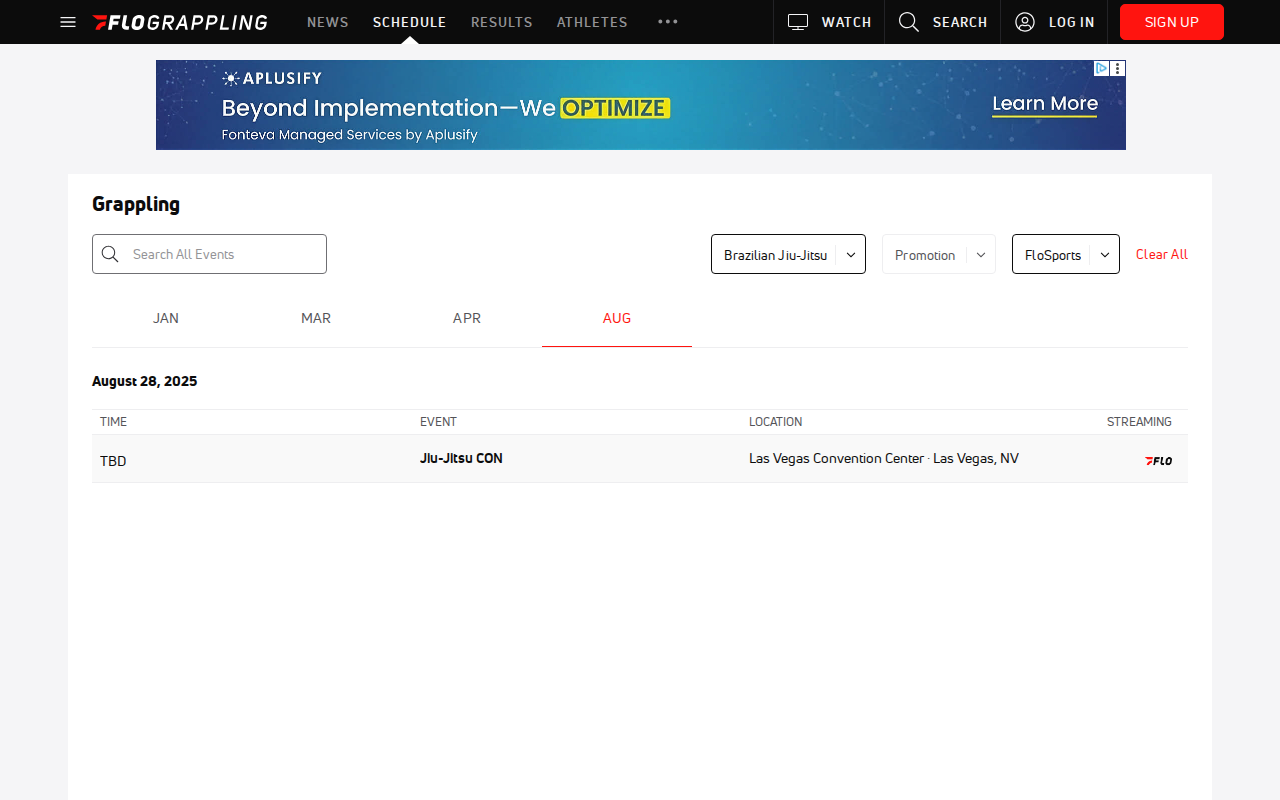 FLOGRAPPLING NEWS SCHEDULE RESULTS ATHLETES WATCH SEARCH LOG IN SIGN UP
APLUSIFY
Beyond Implementation—We OPTIMIZE
Learn More
Fonteva Managed Services by Aplusify
Grappling
Search All Events Brazilian Jiu-Jitsu Promotion FloSports Clear All
JAN MAR APR AUG
August 28, 2025
TIME EVENT LOCATION STREAMING
TBD Jiu-Jitsu CON Las Vegas Convention Center · Las Vegas, NV FLO